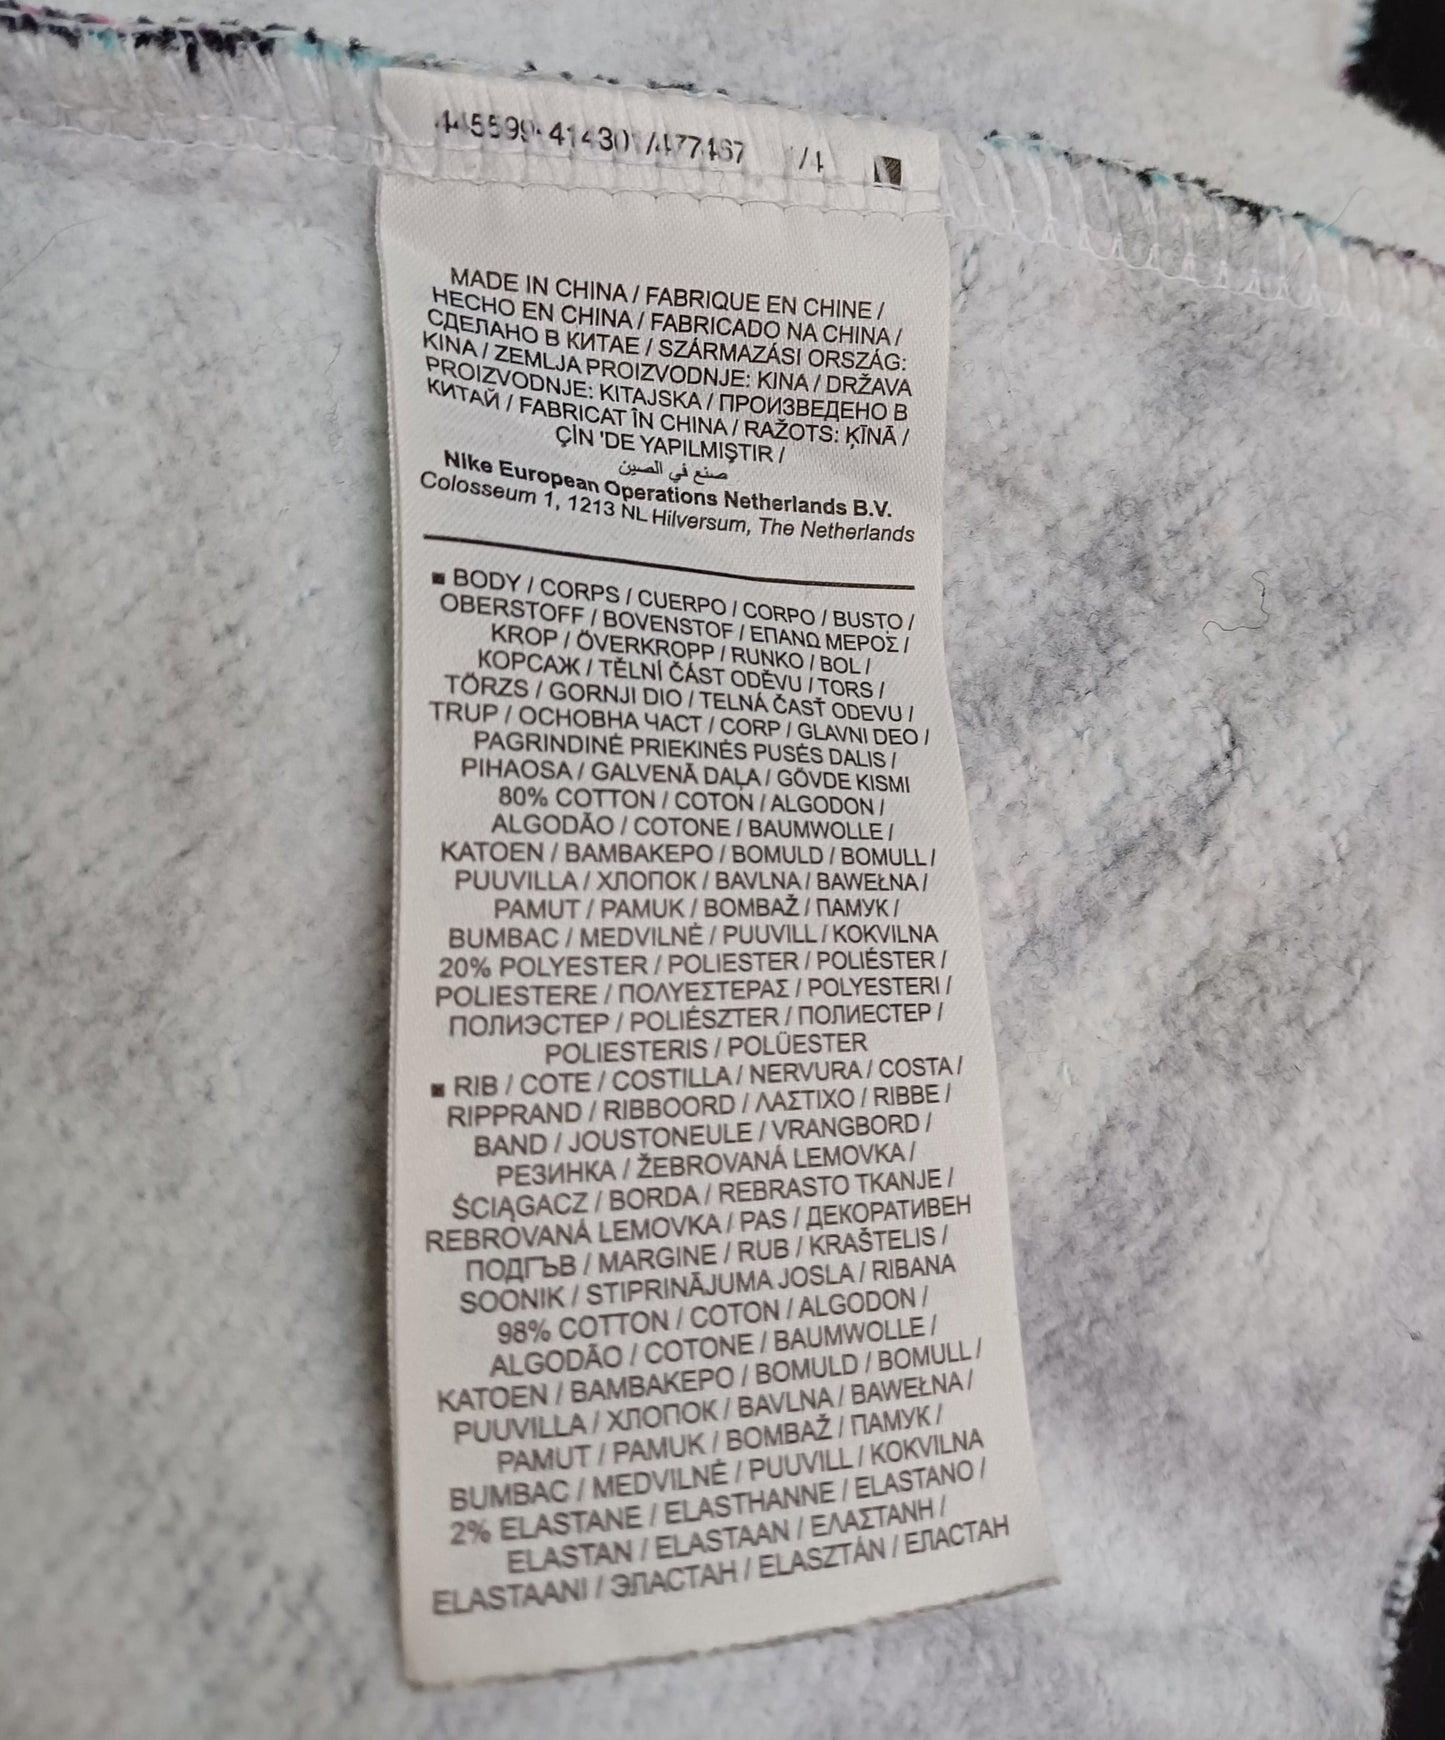 445599-414301/477467 /4
MADE IN CHINA / FABRIQUE EN CHINE /
HECHO EN CHINA / FABRICADO NA CHINA /
СДЕЛАНО В КИТАЕ / SZÁRMAZÁSI ORSZÁG:
KINA / ZEMLJA PROIZVODNJE: KINA / DRŽAVA
PROIZVODNJE: KITAJSKA / ПРОИЗВЕДЕНО В
КИТАЙ / FABRICAT ÎN CHINA / RAŽOTS: ĶĪNĀ /
ÇİN 'DE YAPILMIŞTIR /
صنع في الصين
Nike European Operations Netherlands B.V.
Colosseum 1, 1213 NL Hilversum, The Netherlands
▪ BODY / CORPS / CUERPO / CORPO / BUSTO /
OBERSTOFF / BOVENSTOF / ΕΠΑΝΩ ΜΕΡΟΣ /
KROP / ÖVERKROPP / RUNKO / BOL /
КОРСАЖ / TĚLNÍ ČÁST ODĚVU / TORS /
TÖRZS / GORNJI DIO / TELNÁ ČASŤ ODEVU /
TRUP / ОСНОВНА ЧАСТ / CORP / GLAVNI DEO /
PAGRINDINĖ PRIEKINĖS PUSĖS DALIS /
PIHAOSA / GALVENĀ DAĻA / GÖVDE KISMI
80% COTTON / COTON / ALGODON /
ALGODÃO / COTONE / BAUMWOLLE /
KATOEN / ΒΑΜΒΑΚΕΡΟ / BOMULD / BOMULL /
PUUVILLA / ХЛОПОК / BAVLNA / BAWEŁNA /
PAMUT / PAMUK / BOMBAŽ / ПАМУК /
BUMBAC / MEDVILNĖ / PUUVILL / KOKVILNA
20% POLYESTER / POLIESTER / POLIÉSTER /
POLIESTERE / ΠΟΛΥΕΣΤΕΡΑΣ / POLYESTERI /
ПОЛИЭСТЕР / POLIÉSZTER / ПОЛИЕСТЕР /
POLIESTERIS / POLÜESTER
▪ RIB / COTE / COSTILLA / NERVURA / COSTA /
RIPPRAND / RIBBOORD / ΛΑΣΤΙΧΟ / RIBBE /
BAND / JOUSTONEULE / VRANGBORD /
РЕЗИНКА / ŽEBROVANÁ LEMOVKA /
ŚCIĄGACZ / BORDA / REBRASTO TKANJE /
REBROVANÁ LEMOVKA / PAS / ДЕКОРАТИВЕН
ПОДГЪВ / MARGINE / RUB / KRAŠTELIS /
SOONIK / STIPRINĀJUMA JOSLA / RIBANA
98% COTTON / COTON / ALGODON /
ALGODÃO / COTONE / BAUMWOLLE /
KATOEN / ΒΑΜΒΑΚΕΡΟ / BOMULD / BOMULL /
PUUVILLA / ХЛОПОК / BAVLNA / BAWEŁNA /
PAMUT / PAMUK / BOMBAŽ / ПАМУК /
BUMBAC / MEDVILNĖ / PUUVILL / KOKVILNA
2% ELASTANE / ELASTHANNE / ELASTANO /
ELASTAN / ELASTAAN / ΕΛΑΣΤΑΝΗ /
ELASTAANI / ЭЛАСТАН / ELASZTÁN / ЕЛАСТАН